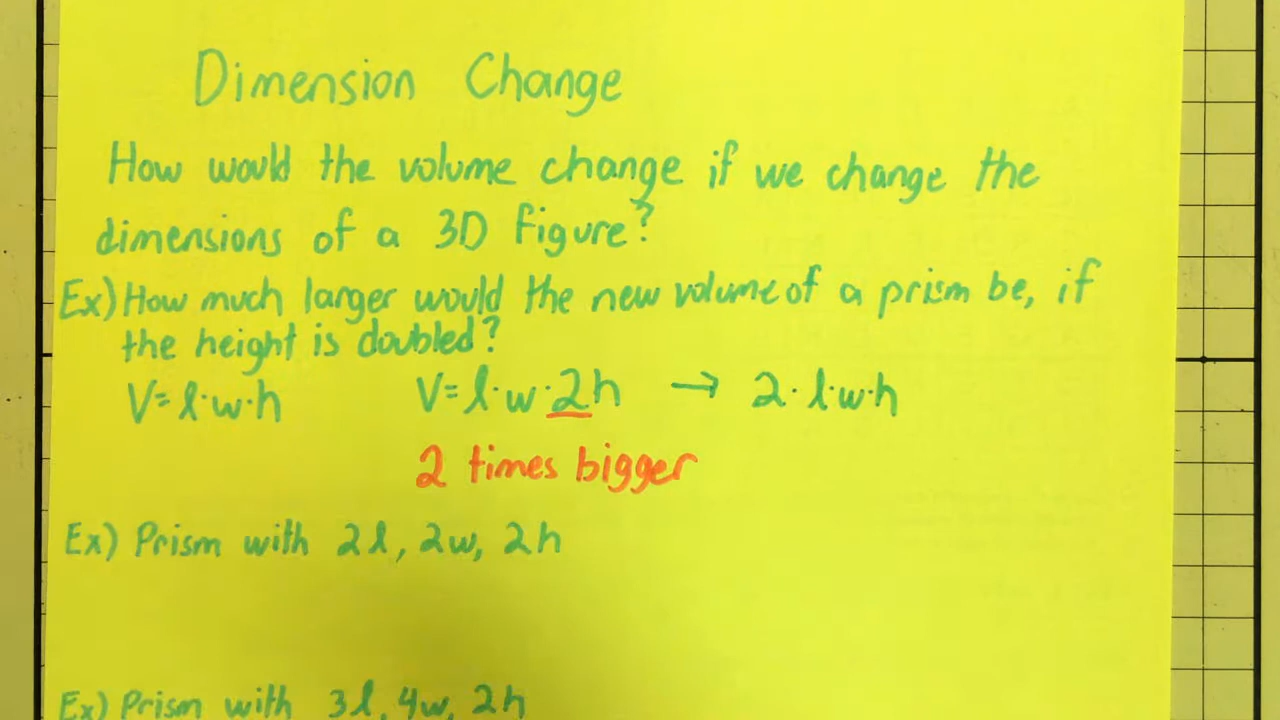 Dimension Change
How would the volume change if we change the
dimensions of a 3D figure?
Ex) How much larger would the new volume of a prism be, if
the height is doubled?
V=l·w·h V=l·w·2h → 2·l·w·h
2 times bigger
Ex) Prism with 2l, 2w, 2h
Ex) Prism with 3l, 4w, 2h